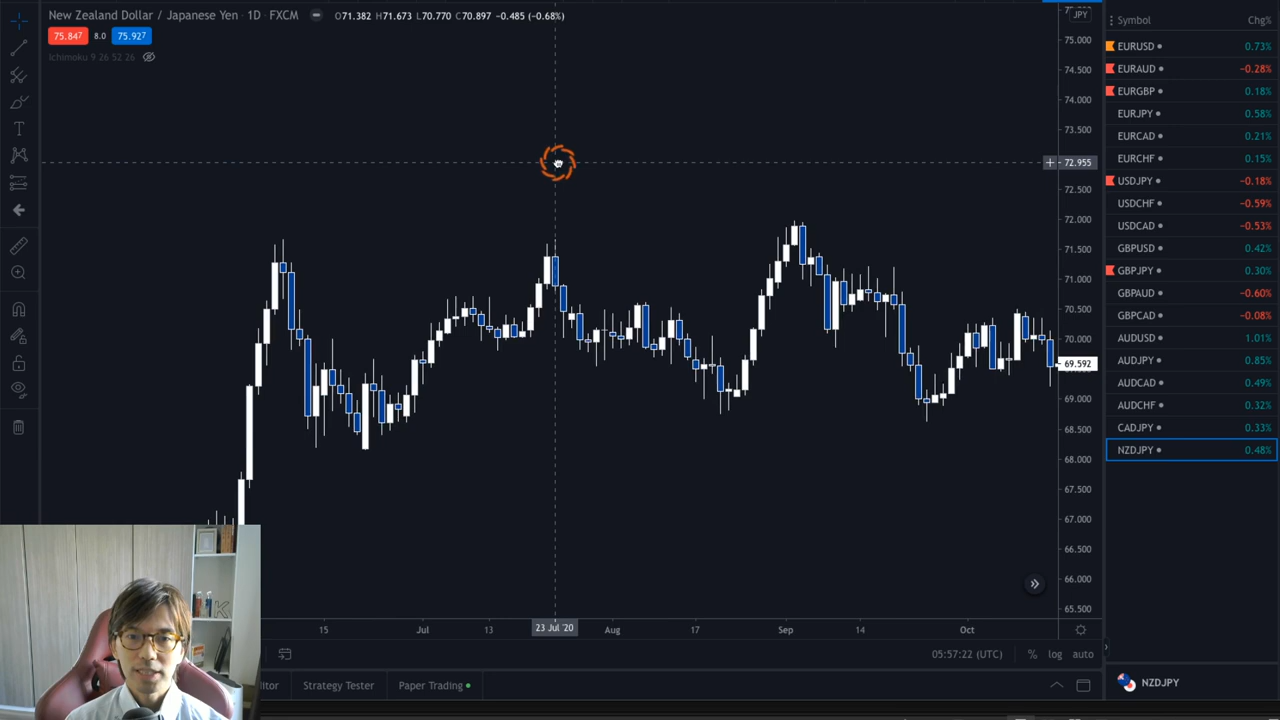 New Zealand Dollar / Japanese Yen · 1D · FXCM O71.382 H71.673 L70.770 C70.897 -0.485 (-0.68%)
75.847 8.0 75.927
Ichimoku 9 26 52 26
JPY
75.000
74.500
74.000
73.500
72.955
72.500
72.000
71.500
71.000
70.500
70.000
69.592
69.000
68.500
68.000
67.500
67.000
66.500
66.000
65.500
15 Jul 13 23 Jul '20 Aug 17 Sep 14 Oct
05:57:22 (UTC) % log auto
itor Strategy Tester Paper Trading
Symbol Chg%
EURUSD 0.73%
EURAUD -0.28%
EURGBP 0.18%
EURJPY 0.58%
EURCAD 0.21%
EURCHF 0.15%
USDJPY -0.18%
USDCHF -0.59%
USDCAD -0.53%
GBPUSD 0.42%
GBPJPY 0.30%
GBPAUD -0.60%
GBPCAD -0.08%
AUDUSD 1.01%
AUDJPY 0.85%
AUDCAD 0.49%
AUDCHF 0.32%
CADJPY 0.33%
NZDJPY 0.48%
NZDJPY